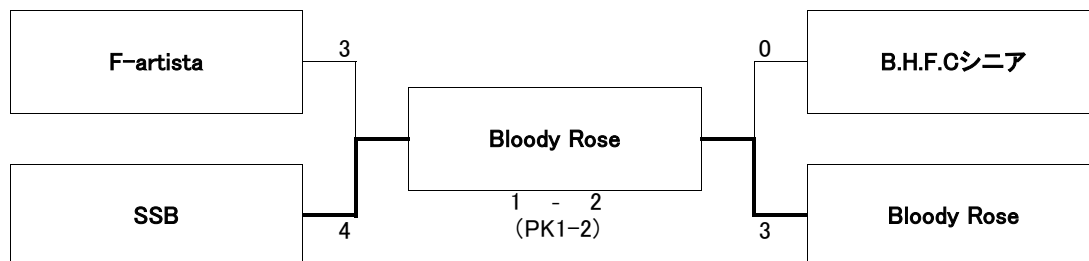 F-artista
3
0
B.H.F.Cシニア
Bloody Rose
SSB
4
1 - 2
（PK1-2）
3
Bloody Rose